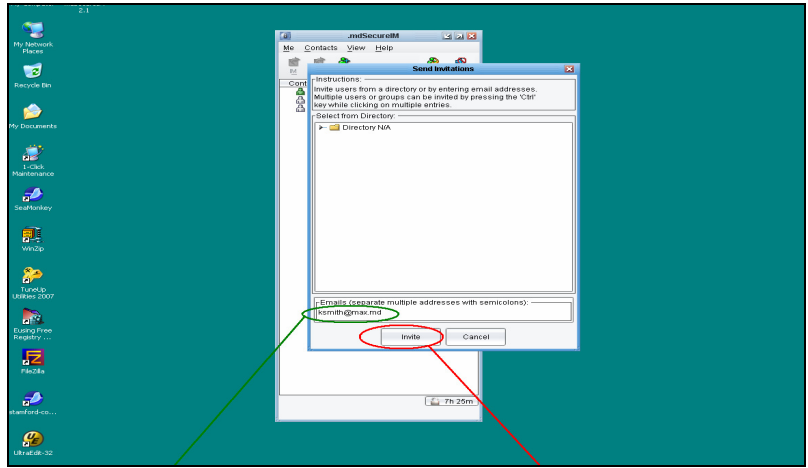 2.1
My Network
Places
Recycle Bin
My Documents
1-Click
Maintenance
SeaMonkey
WinZip
TuneUp
Utilities 2007
Eusing Free
Registry ...
FileZilla
stamford-co...
UltraEdit-32
.mdSecureIM
Me Contacts View Help
M
Cont
Send Invitations
Instructions:
Invite users from a directory or by entering email addresses.
Multiple users or groups can be invited by pressing the 'Ctrl'
key while clicking on multiple entries.
Select from Directory:
Directory N/A
Emails (separate multiple addresses with semicolons):
ksmith@max.md
Invite Cancel
7h 25m